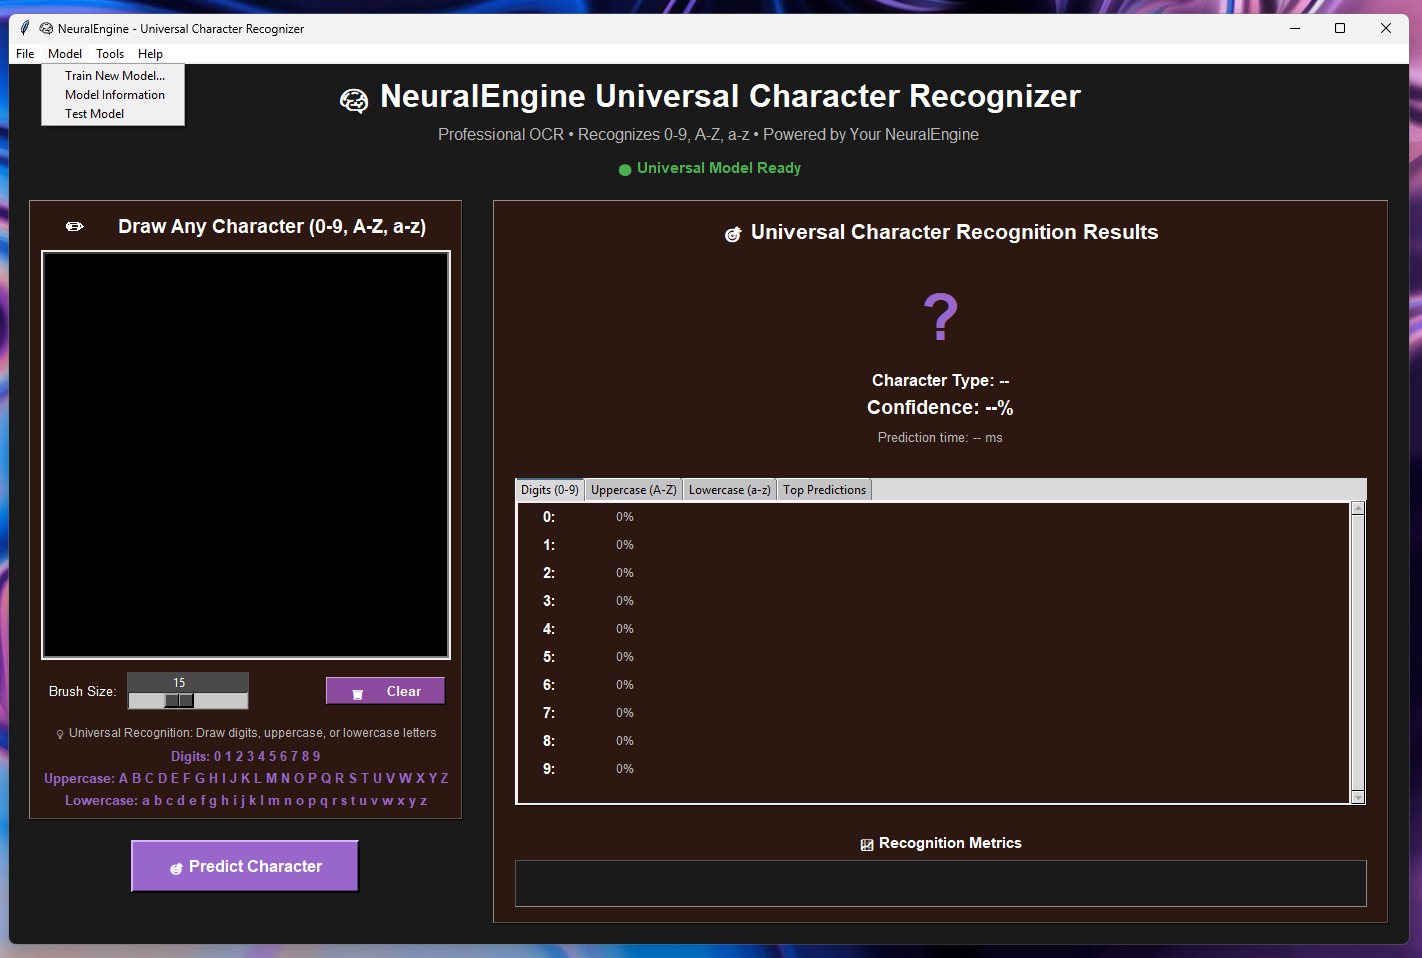 NeuralEngine - Universal Character Recognizer
File Model Tools Help
Train New Model...
Model Information
Test Model
NeuralEngine Universal Character Recognizer
Professional OCR • Recognizes 0-9, A-Z, a-z • Powered by Your NeuralEngine
Universal Model Ready
Draw Any Character (0-9, A-Z, a-z)
Brush Size:
15
Clear
Universal Recognition: Draw digits, uppercase, or lowercase letters
Digits: 0 1 2 3 4 5 6 7 8 9
Uppercase: A B C D E F G H I J K L M N O P Q R S T U V W X Y Z
Lowercase: a b c d e f g h i j k l m n o p q r s t u v w x y z
Predict Character
Universal Character Recognition Results
?
Character Type: --
Confidence: --%
Prediction time: -- ms
Digits (0-9) Uppercase (A-Z) Lowercase (a-z) Top Predictions
0: 0%
1: 0%
2: 0%
3: 0%
4: 0%
5: 0%
6: 0%
7: 0%
8: 0%
9: 0%
Recognition Metrics